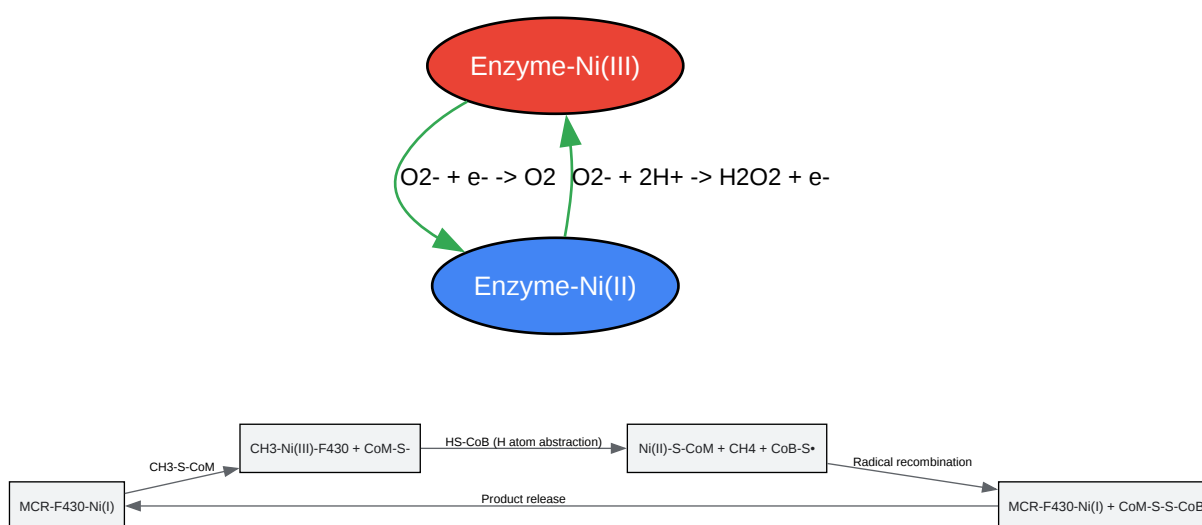 Enzyme-Ni(III)
O2- + e- -> O2
O2- + 2H+ -> H2O2 + e-
Enzyme-Ni(II)
CH3-Ni(III)-F430 + CoM-S-
HS-CoB (H atom abstraction)
Ni(II)-S-CoM + CH4 + CoB-S•
CH3-S-CoM
Radical recombination
MCR-F430-Ni(I)
Product release
MCR-F430-Ni(I) + CoM-S-S-CoB